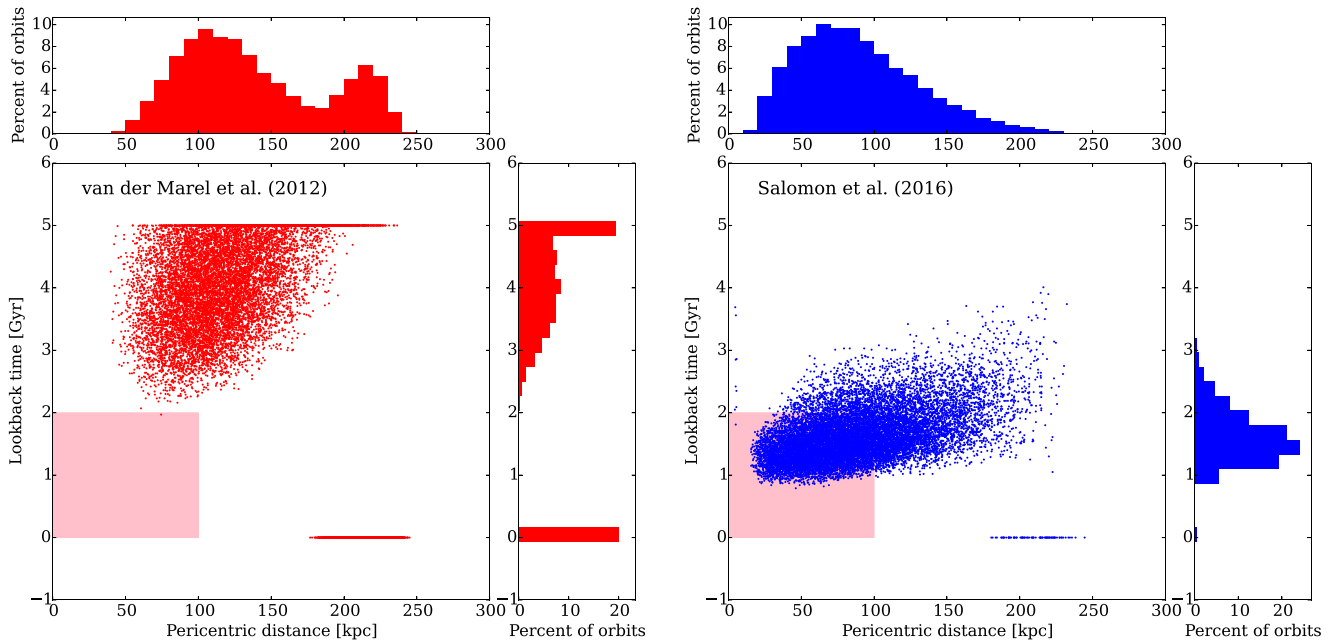 Percent of orbits
10
8
6
4
2
0
0 50 100 150 200 250 300
Lookback time [Gyr]
6
5
4
3
2
1
0
−1
van der Marel et al. (2012)
0 50 100 150 200 250 300
Pericentric distance [kpc]
6
5
4
3
2
1
0
−1
0 10 20
Percent of orbits
Percent of orbits
10
8
6
4
2
0
0 50 100 150 200 250 300
Lookback time [Gyr]
6
5
4
3
2
1
0
−1
Salomon et al. (2016)
0 50 100 150 200 250 300
Pericentric distance [kpc]
6
5
4
3
2
1
0
−1
0 10 20
Percent of orbits